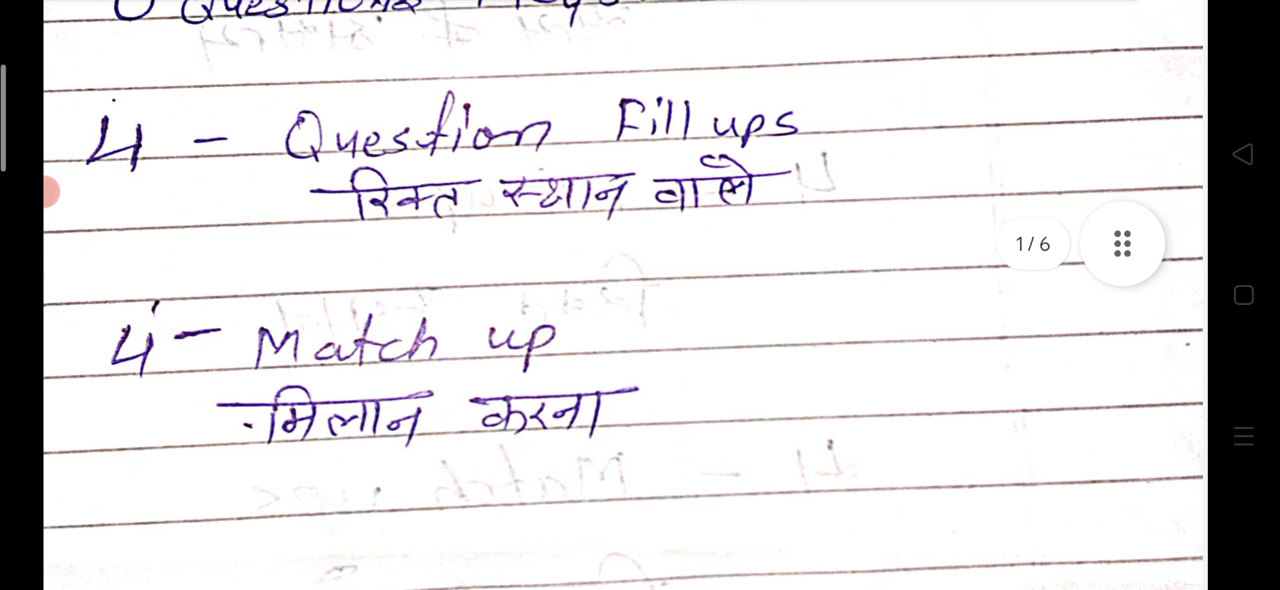 4 - Question Fill ups
रिक्त स्थान वाले
1/6
4 - Match up
मिलान करना